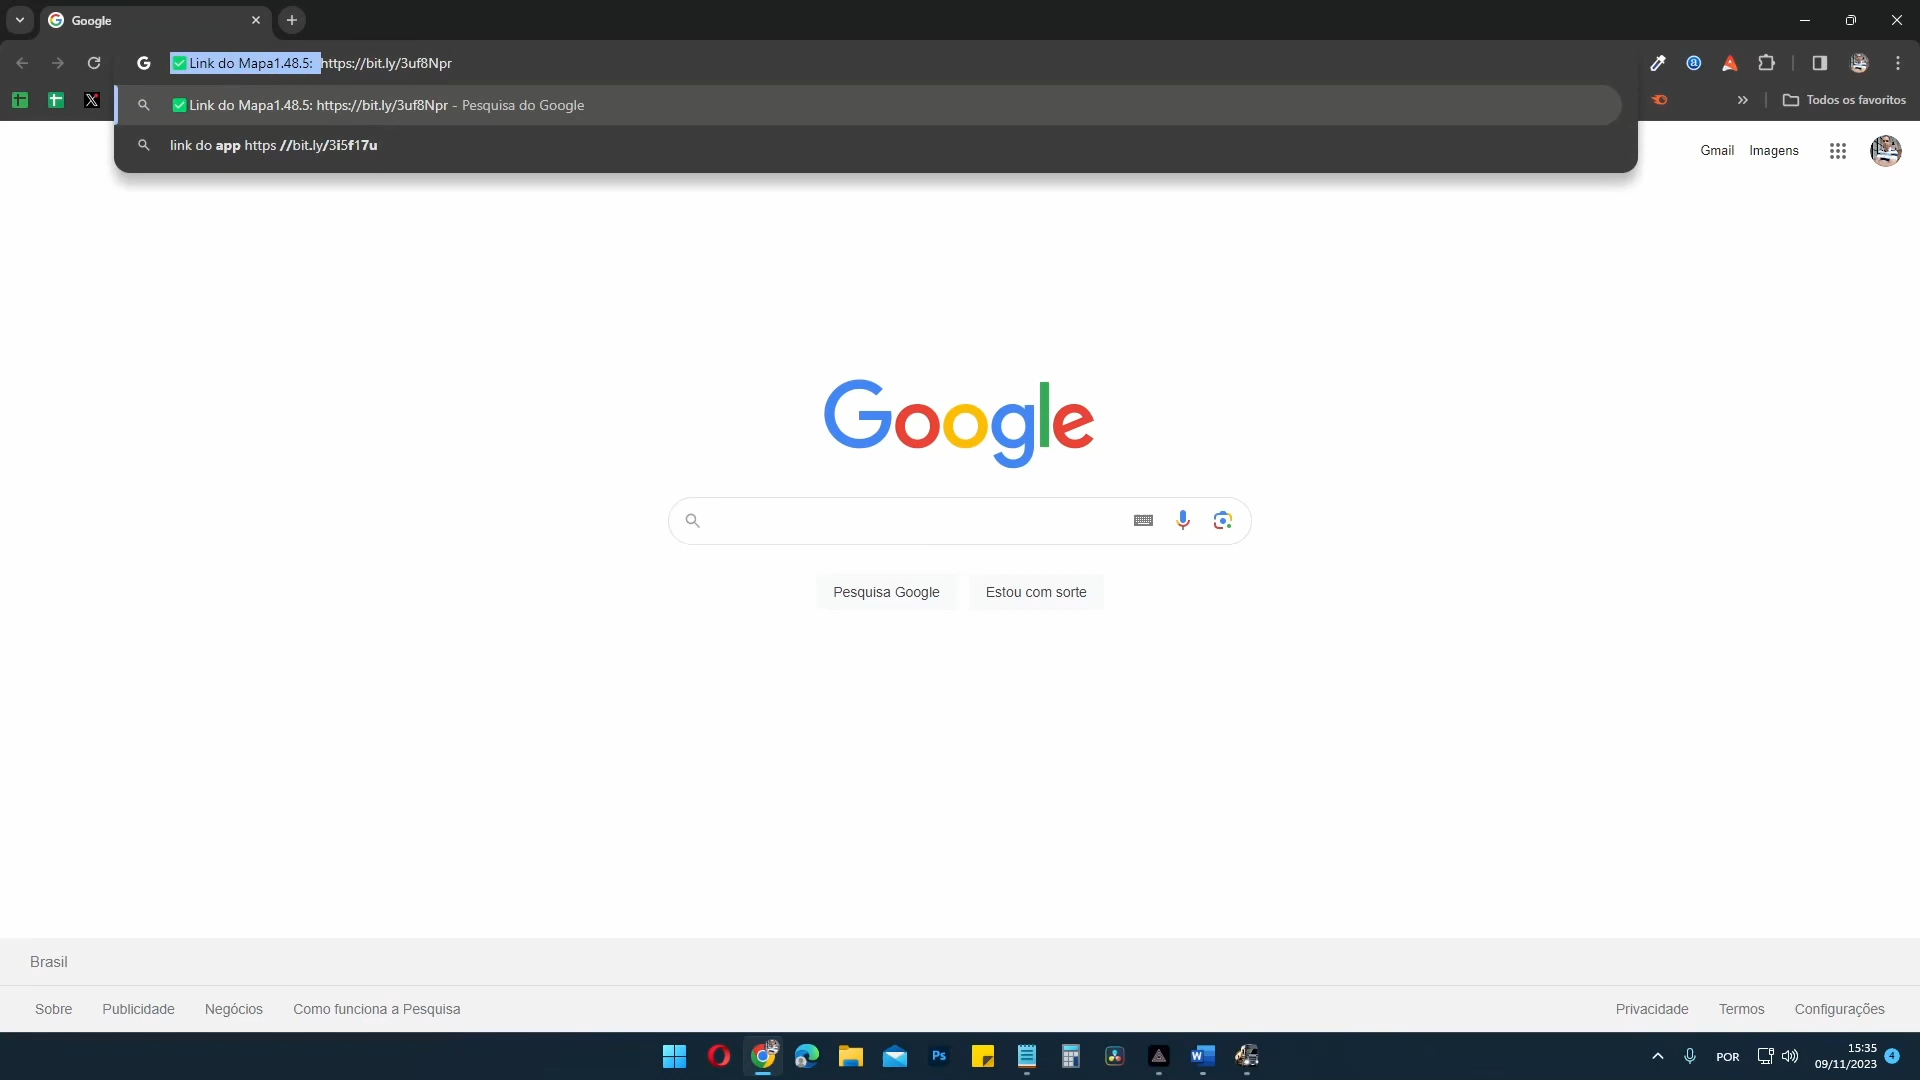 Google
✅Link do Mapa1.48.5: https://bit.ly/3uf8Npr
✅Link do Mapa1.48.5: https://bit.ly/3uf8Npr - Pesquisa do Google
link do app https //bit.ly/3i5f17u
Todos os favoritos
Gmail Imagens
Google
Pesquisa Google Estou com sorte
Brasil
Sobre Publicidade Negócios Como funciona a Pesquisa Privacidade Termos Configurações
Ps
W
POR
15:35
09/11/2023
4